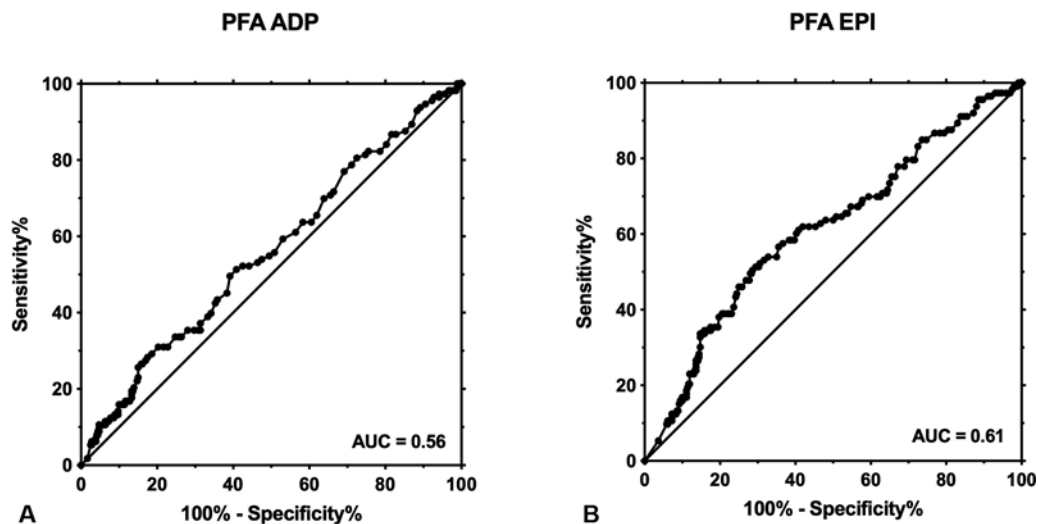 PFA ADP
100
80
60
40
20
0
Sensitivity%
AUC = 0.56
0 20 40 60 80 100
100% - Specificity%
A
PFA EPI
100
80
60
40
20
0
Sensitivity%
AUC = 0.61
0 20 40 60 80 100
100% - Specificity%
B